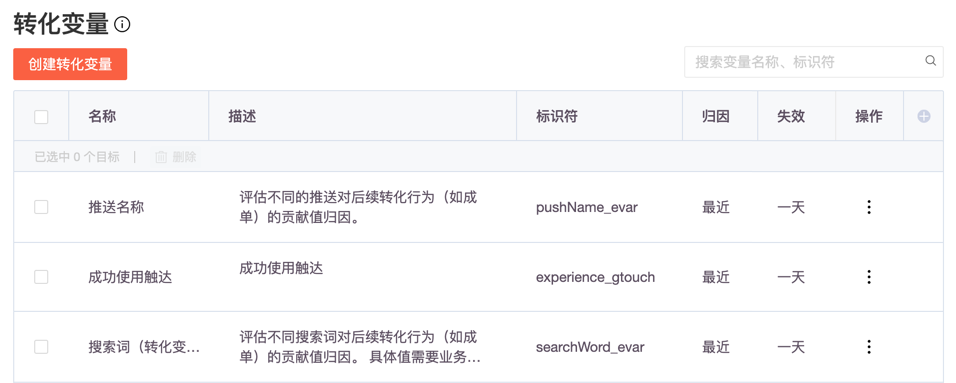 转化变量
创建转化变量
搜索变量名称、标识符
名称 描述 标识符 归因 失效 操作
已选中 0 个目标 | 删除
推送名称 评估不同的推送对后续转化行为（如成 pushName_evar 最近 一天
单）的贡献值归因。
成功使用触达 成功使用触达 experience_gtouch 最近 一天
搜索词（转化变... 评估不同搜索词对后续转化行为（如成 searchWord_evar 最近 一天
单）的贡献值归因。 具体值需要业务...